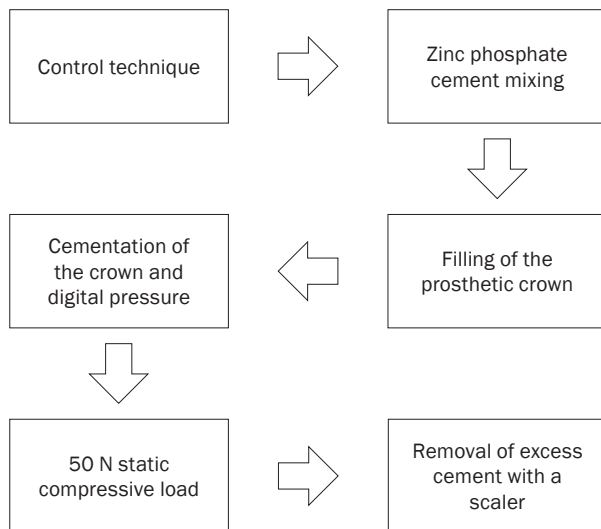 Control technique
Zinc phosphate
cement mixing
Filling of the
prosthetic crown
Cementation of
the crown and
digital pressure
50 N static
compressive load
Removal of excess
cement with a
scaler